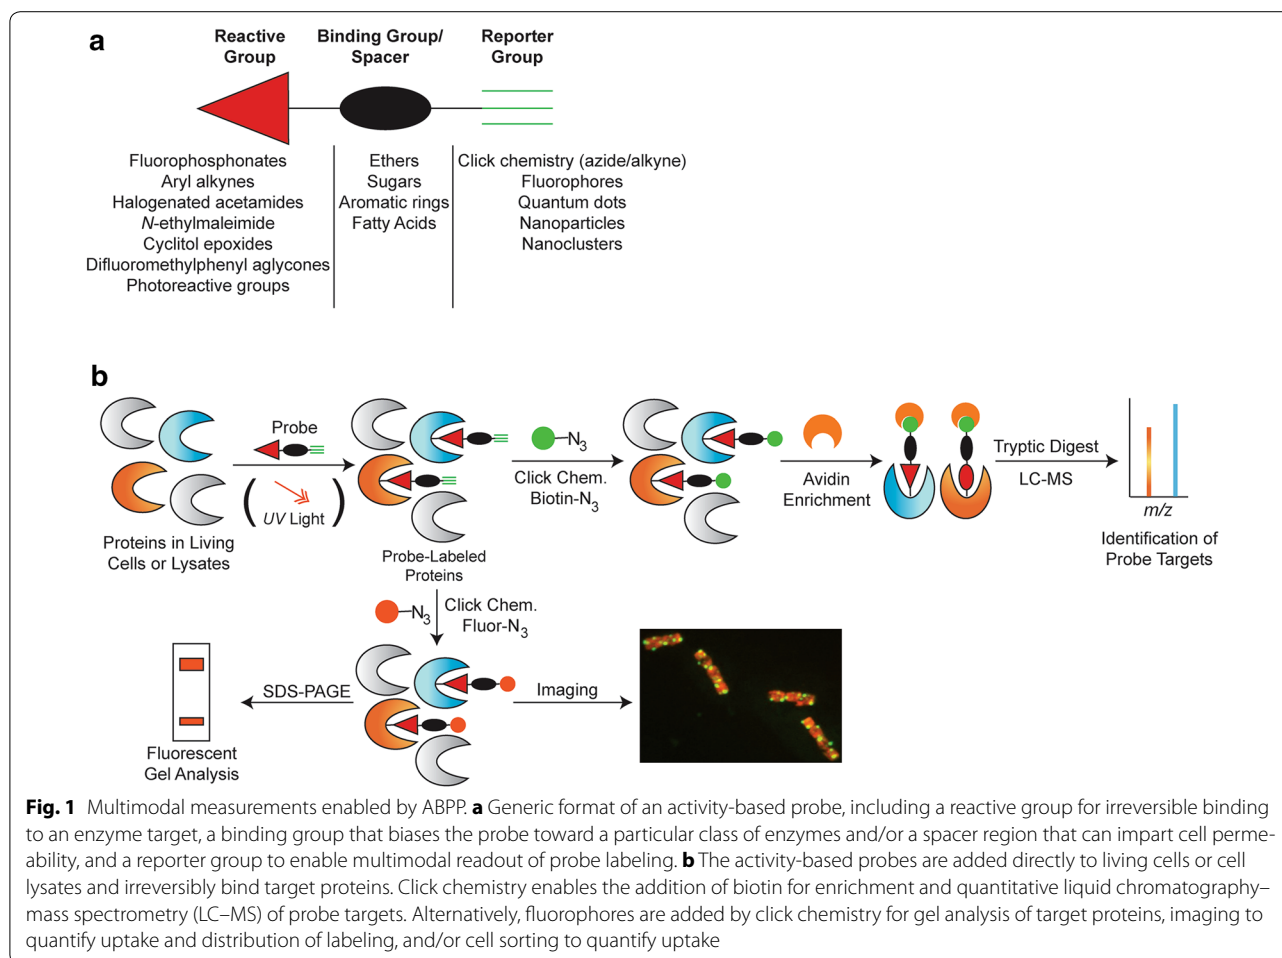 a
Reactive Group
Binding Group/ Spacer
Reporter Group
Fluorophosphonates
Aryl alkynes
Halogenated acetamides
N-ethylmaleimide
Cyclitol epoxides
Difluoromethylphenyl aglycones
Photoreactive groups
Ethers
Sugars
Aromatic rings
Fatty Acids
Click chemistry (azide/alkyne)
Fluorophores
Quantum dots
Nanoparticles
Nanoclusters
b
Proteins in Living
Cells or Lysates
Probe
( UV Light )
Probe-Labeled
Proteins
N3
Click Chem.
Biotin-N3
Avidin
Enrichment
Tryptic Digest
LC-MS
m/z
Identification of
Probe Targets
N3
Click Chem.
Fluor-N3
SDS-PAGE
Fluorescent
Gel Analysis
Imaging
Fig. 1 Multimodal measurements enabled by ABPP. a Generic format of an activity-based probe, including a reactive group for irreversible binding
to an enzyme target, a binding group that biases the probe toward a particular class of enzymes and/or a spacer region that can impart cell perme-
ability, and a reporter group to enable multimodal readout of probe labeling. b The activity-based probes are added directly to living cells or cell
lysates and irreversibly bind target proteins. Click chemistry enables the addition of biotin for enrichment and quantitative liquid chromatography–
mass spectrometry (LC–MS) of probe targets. Alternatively, fluorophores are added by click chemistry for gel analysis of target proteins, imaging to
quantify uptake and distribution of labeling, and/or cell sorting to quantify uptake